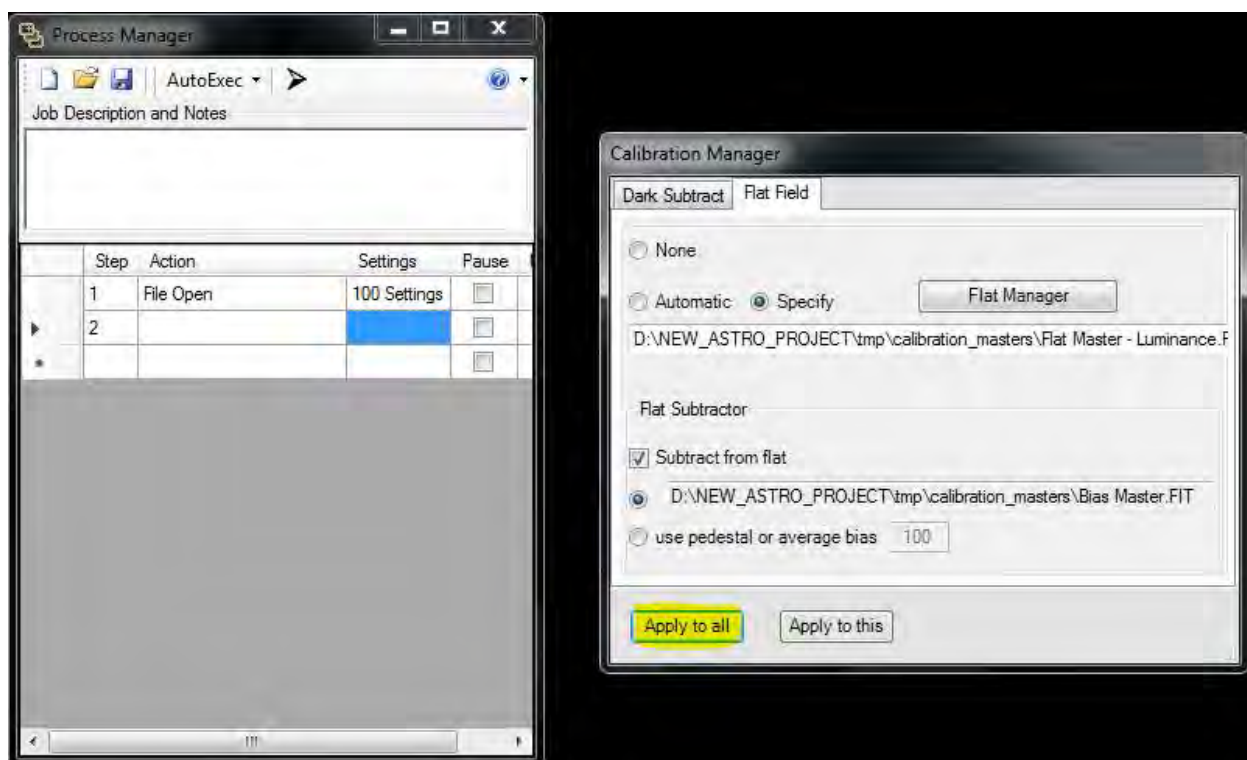 Process Manager
AutoExec
Job Description and Notes
Step Action Settings Pause
1 File Open 100 Settings
2
Calibration Manager
Dark Subtract Flat Field
None
Automatic Specify Flat Manager
D:\NEW_ASTRO_PROJECT\tmp\calibration_masters\Flat Master - Luminance.F
Flat Subtractor
Subtract from flat
D:\NEW_ASTRO_PROJECT\tmp\calibration_masters\Bias Master.FIT
use pedestal or average bias 100
Apply to all Apply to this